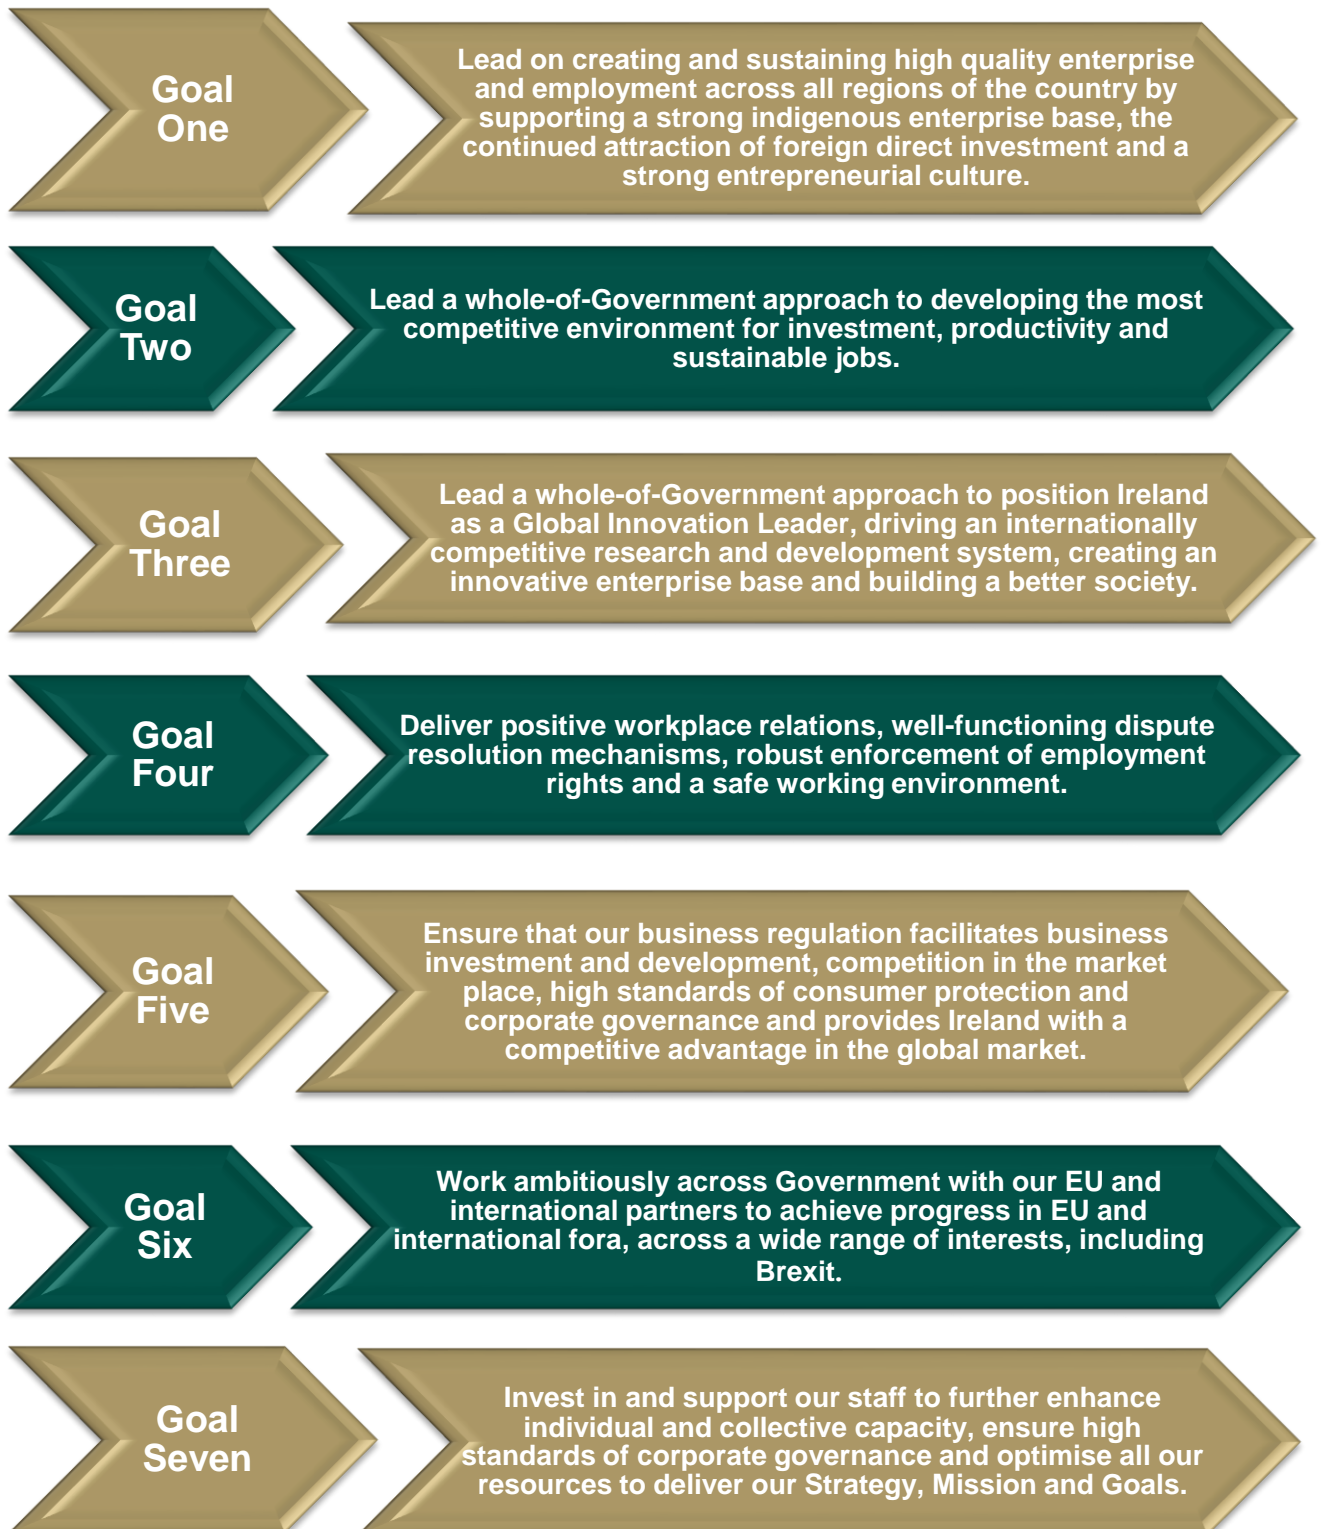 Goal
One
Lead on creating and sustaining high quality enterprise
and employment across all regions of the country by
supporting a strong indigenous enterprise base, the
continued attraction of foreign direct investment and a
strong entrepreneurial culture.
Goal
Two
Lead a whole-of-Government approach to developing the most
competitive environment for investment, productivity and
sustainable jobs.
Goal
Three
Lead a whole-of-Government approach to position Ireland
as a Global Innovation Leader, driving an internationally
competitive research and development system, creating an
innovative enterprise base and building a better society.
Goal
Four
Deliver positive workplace relations, well-functioning dispute
resolution mechanisms, robust enforcement of employment
rights and a safe working environment.
Goal
Five
Ensure that our business regulation facilitates business
investment and development, competition in the market
place, high standards of consumer protection and
corporate governance and provides Ireland with a
competitive advantage in the global market.
Goal
Six
Work ambitiously across Government with our EU and
international partners to achieve progress in EU and
international fora, across a wide range of interests, including
Brexit.
Goal
Seven
Invest in and support our staff to further enhance
individual and collective capacity, ensure high
standards of corporate governance and optimise all our
resources to deliver our Strategy, Mission and Goals.